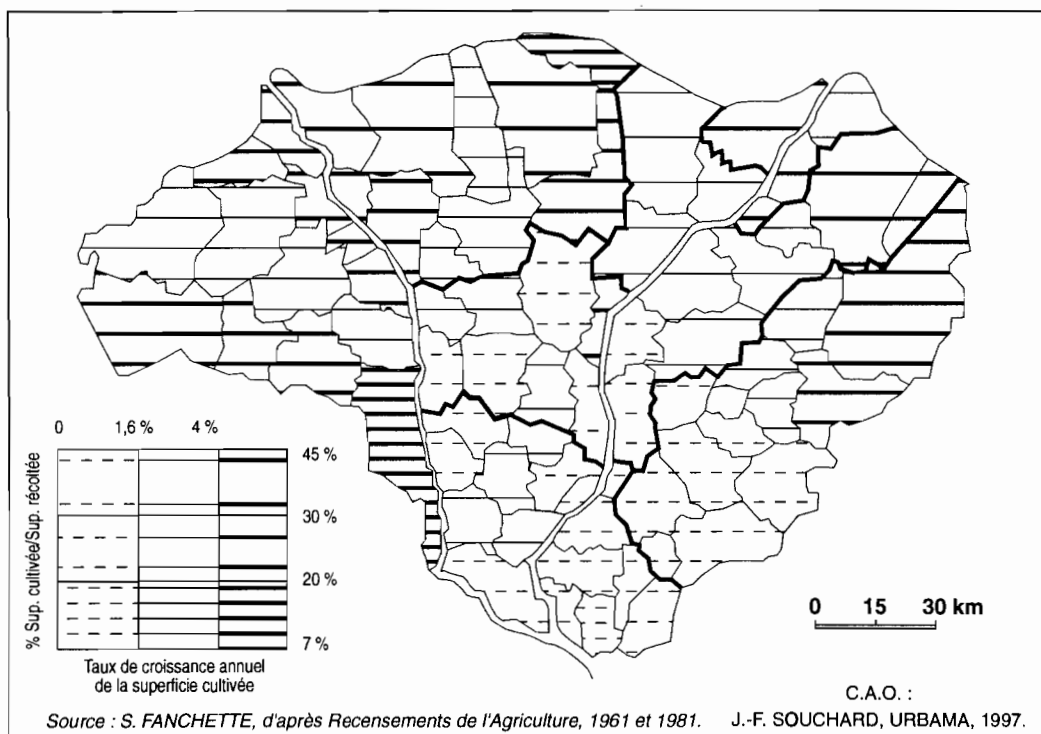 0 1,6 % 4 %
45 %
30 %
20 %
7 %
% Sup. cultivée/Sup. récoltée
Taux de croissance annuel
de la superficie cultivée
0 15 30 km
C.A.O. :
Source : S. FANCHETTE, d'après Recensements de l'Agriculture, 1961 et 1981. J.-F. SOUCHARD, URBAMA, 1997.